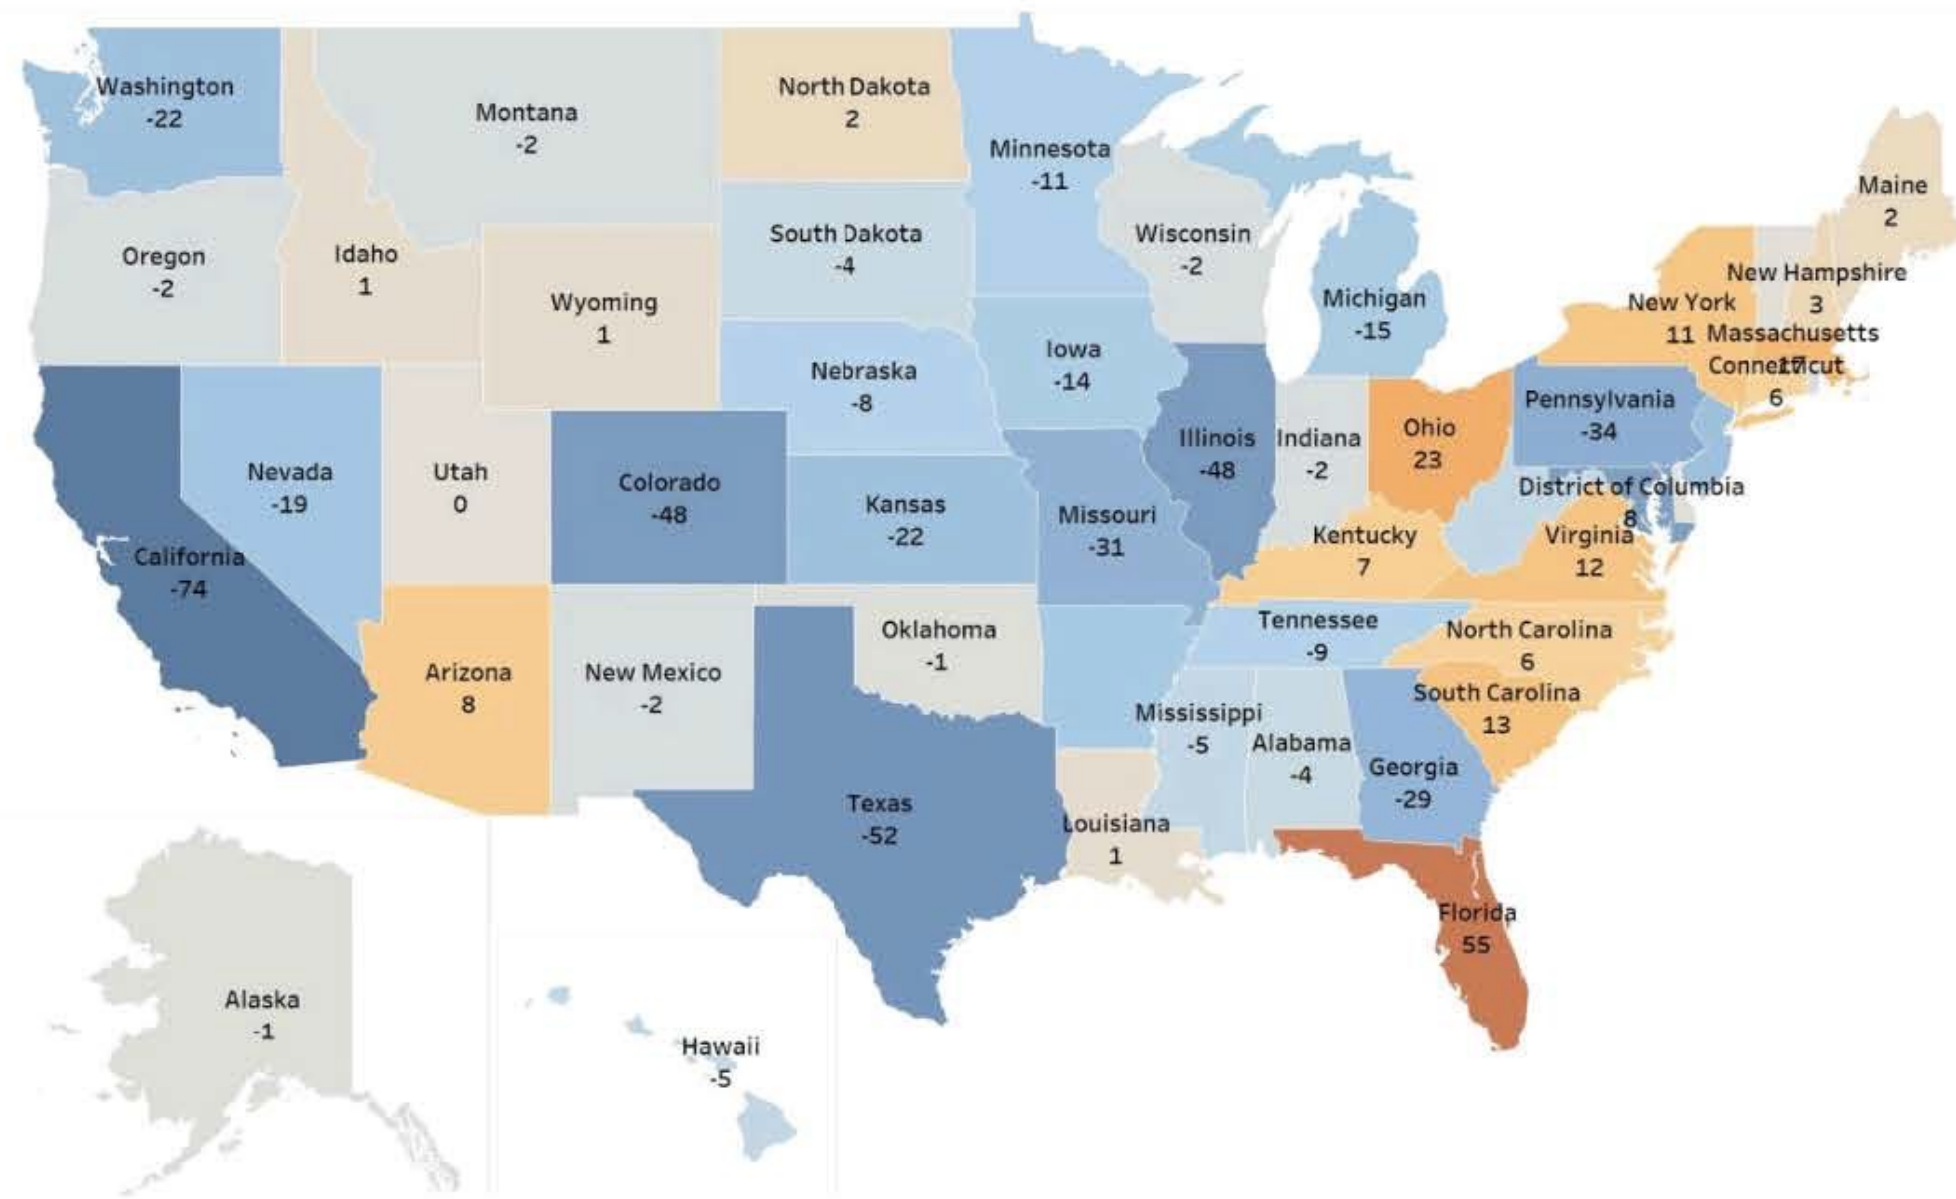 Washington
-22
Montana
-2
North Dakota
2
Minnesota
-11
Maine
2
Oregon
-2
Idaho
1
Wyoming
1
South Dakota
-4
Wisconsin
-2
Michigan
-15
New Hampshire
3
New York
11
Massachusetts
17
Connecticut
6
Nebraska
-8
Iowa
-14
Pennsylvania
-34
Nevada
-19
Utah
0
Colorado
-48
Kansas
-22
Missouri
-31
Illinois
-48
Indiana
-2
Ohio
23
District of Columbia
8
California
-74
Kentucky
7
Virginia
12
Arizona
8
New Mexico
-2
Oklahoma
-1
Tennessee
-9
North Carolina
6
South Carolina
13
Mississippi
-5
Alabama
-4
Georgia
-29
Texas
-52
Louisiana
1
Florida
55
Alaska
-1
Hawaii
-5